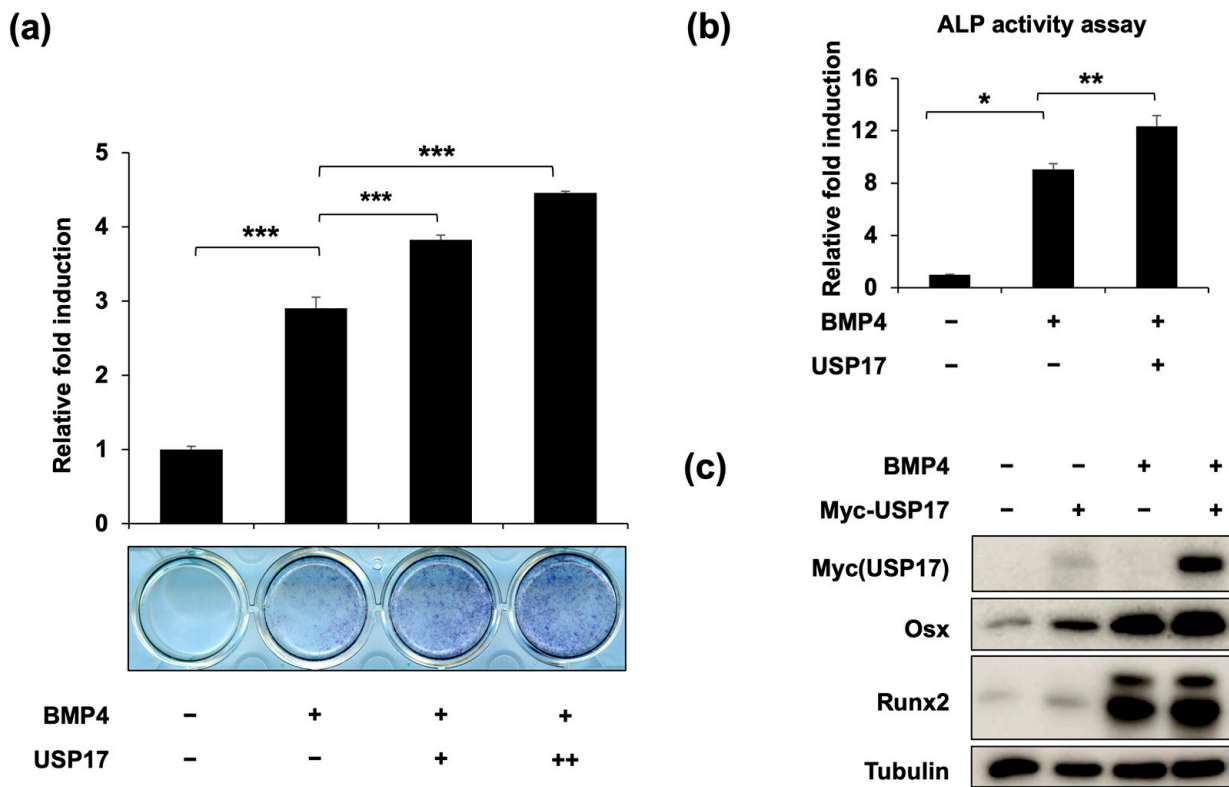 (a)
***
***
***
Relative fold induction
5
4
3
2
1
0
BMP4 – + + +
USP17 – – + ++
(b)
ALP activity assay
* **
Relative fold induction
16
12
8
4
0
BMP4 – + +
USP17 – – +
(c)
BMP4 – – + +
Myc-USP17 – + – +
Myc(USP17)
Osx
Runx2
Tubulin